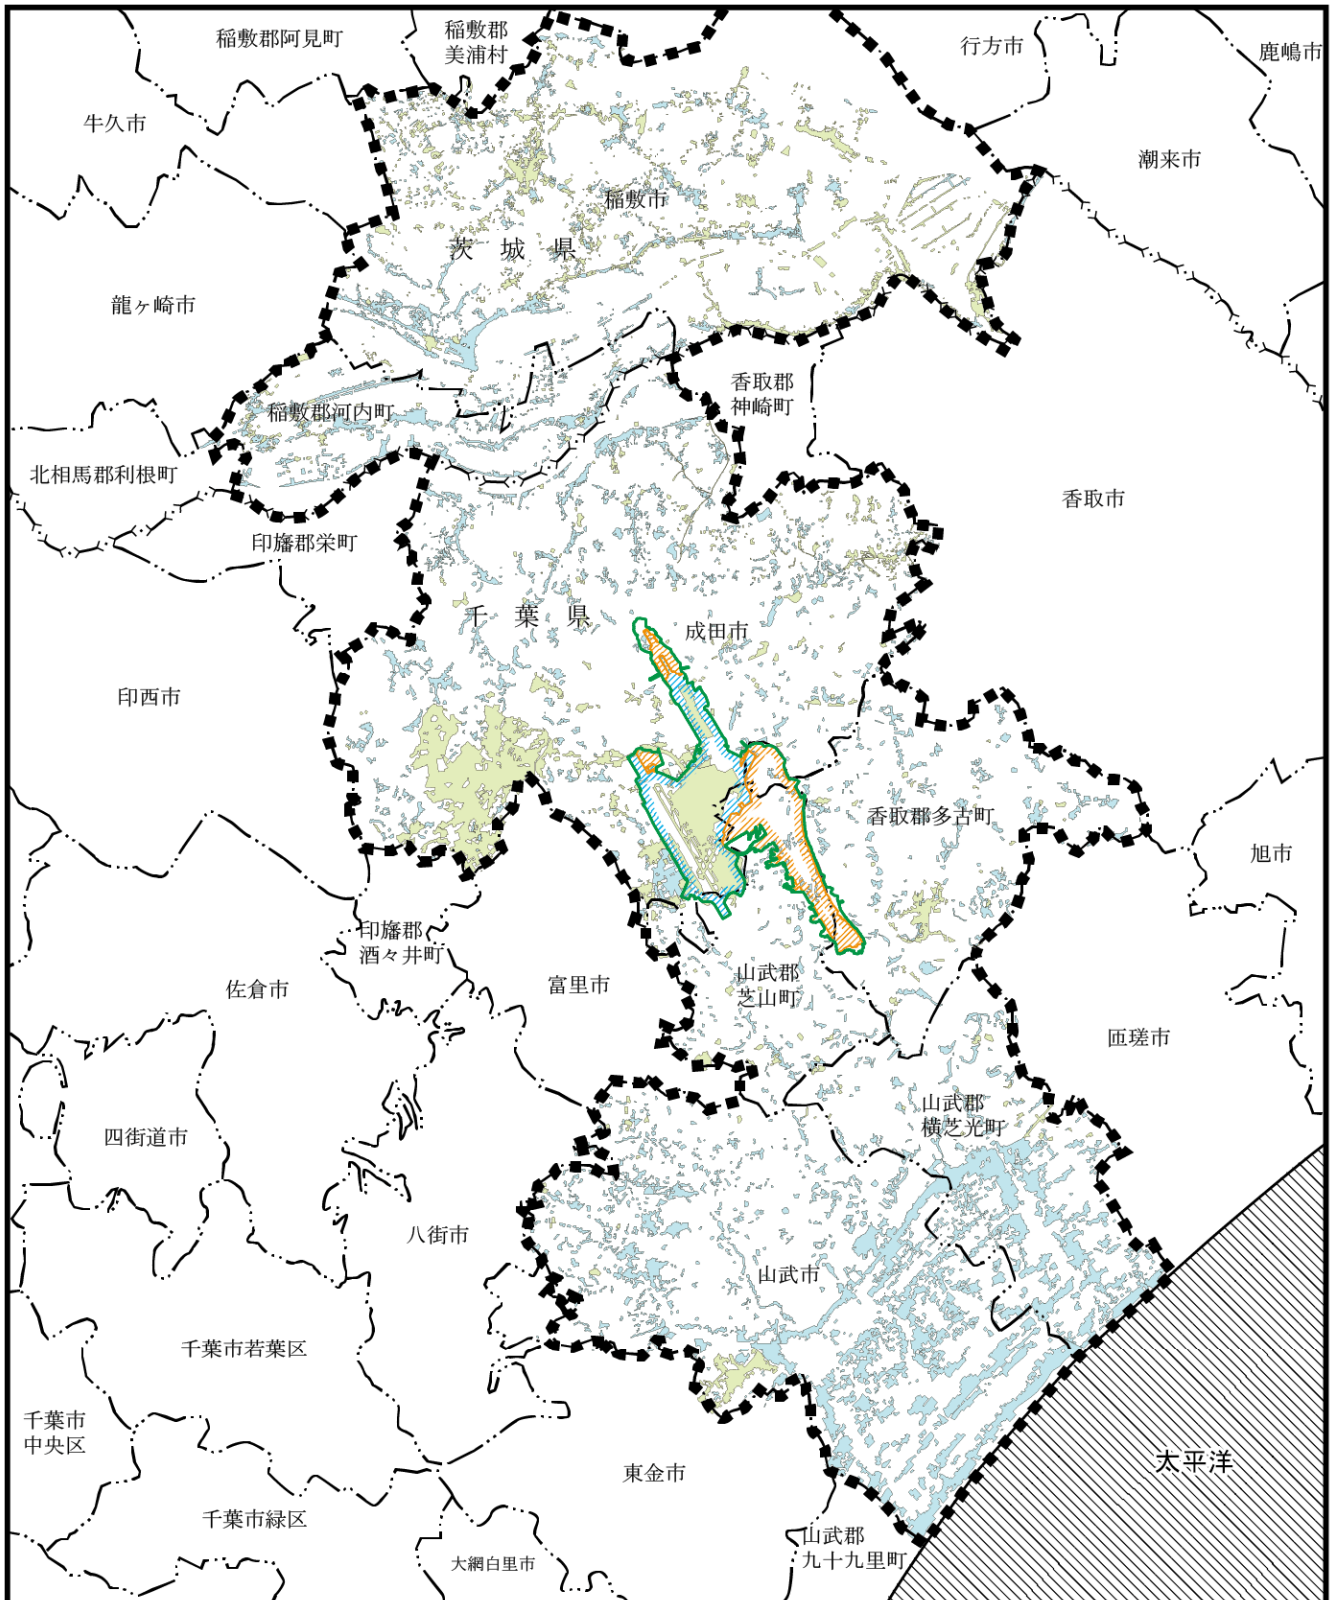 稲敷郡阿見町
稲敷郡
美浦村
行方市
鹿嶋市
牛久市
潮来市
稲敷市
茨城県
龍ヶ崎市
香取郡
神崎町
稲敷郡河内町
北相馬郡利根町
香取市
印旛郡栄町
千葉県
成田市
印西市
香取郡多古町
旭市
印旛郡
酒々井町
佐倉市
富里市
山武郡
芝山町
匝瑳市
山武郡
横芝光町
四街道市
八街市
山武市
千葉市若葉区
千葉市
中央区
東金市
太平洋
千葉市緑区
大網白里市
山武郡
九十九里町